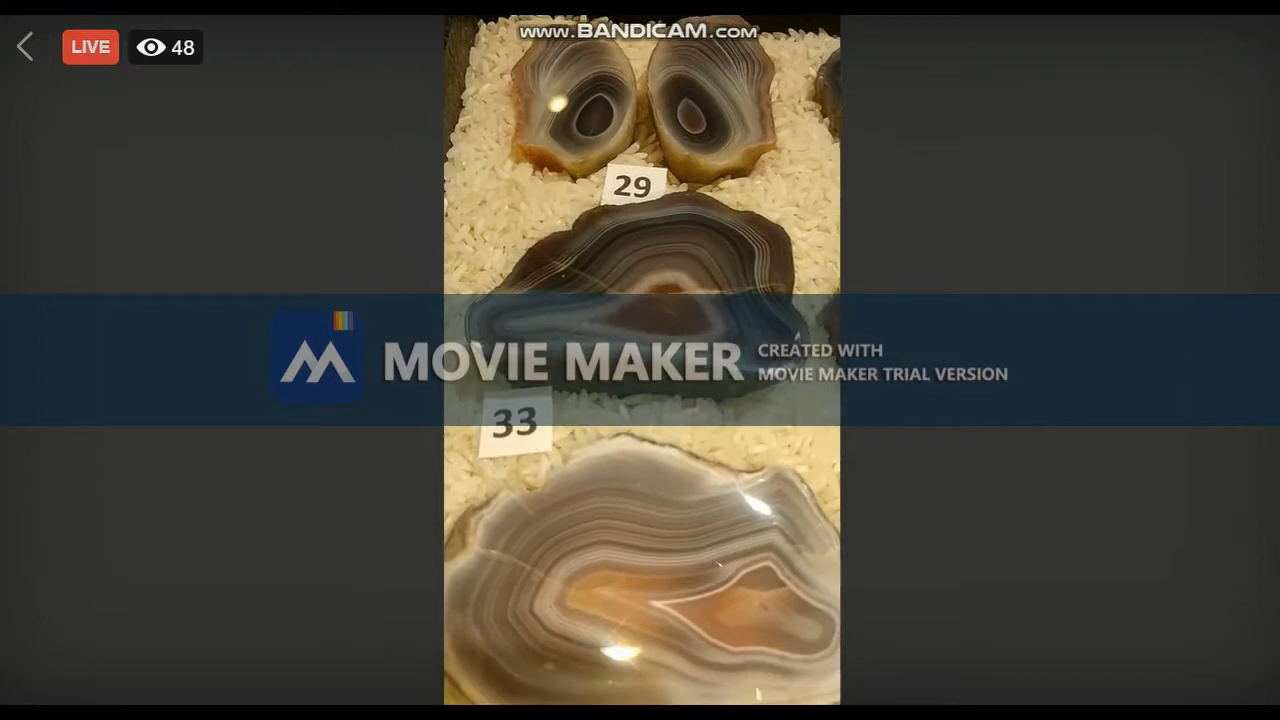 www.BANDICAM.com
LIVE 48
29
MOVIE MAKER
CREATED WITH
MOVIE MAKER TRIAL VERSION
33